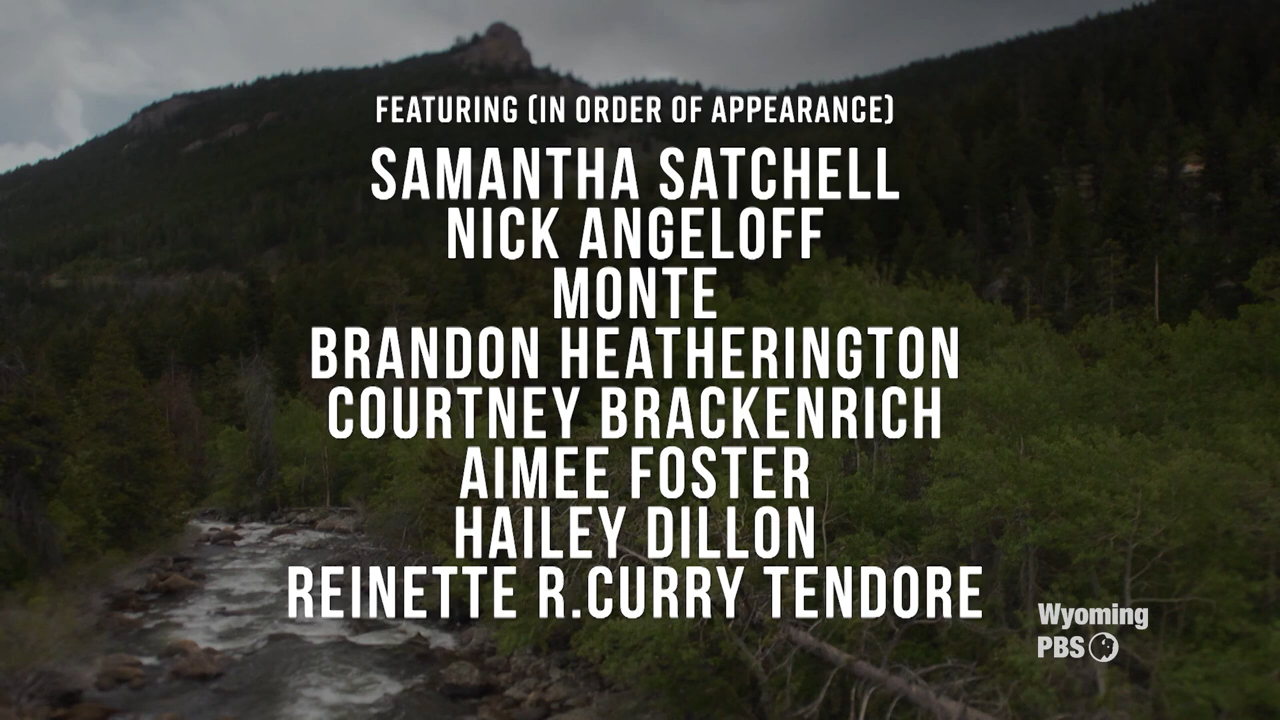 FEATURING (IN ORDER OF APPEARANCE)
SAMANTHA SATCHELL
NICK ANGELOFF
MONTE
BRANDON HEATHERINGTON
COURTNEY BRACKENRICH
AIMEE FOSTER
HAILEY DILLON
REINETTE R.CURRY TENDORE
Wyoming
PBS